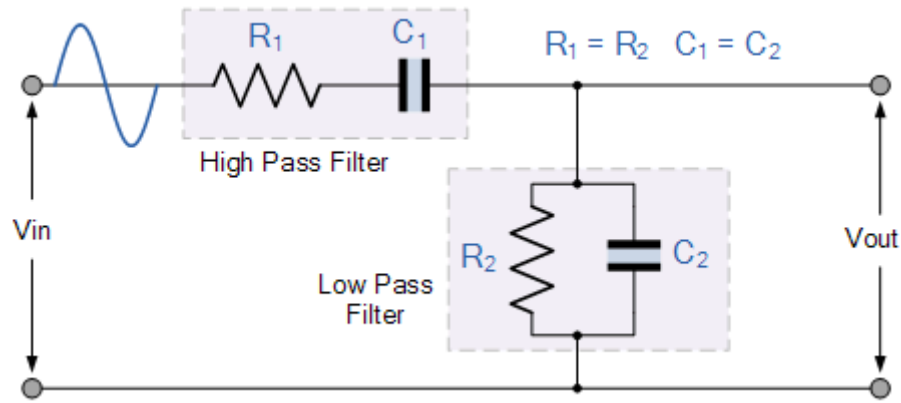 R₁ C₁ R₁ = R₂ C₁ = C₂
High Pass Filter
Vin
R₂ C₂
Vout
Low Pass
Filter